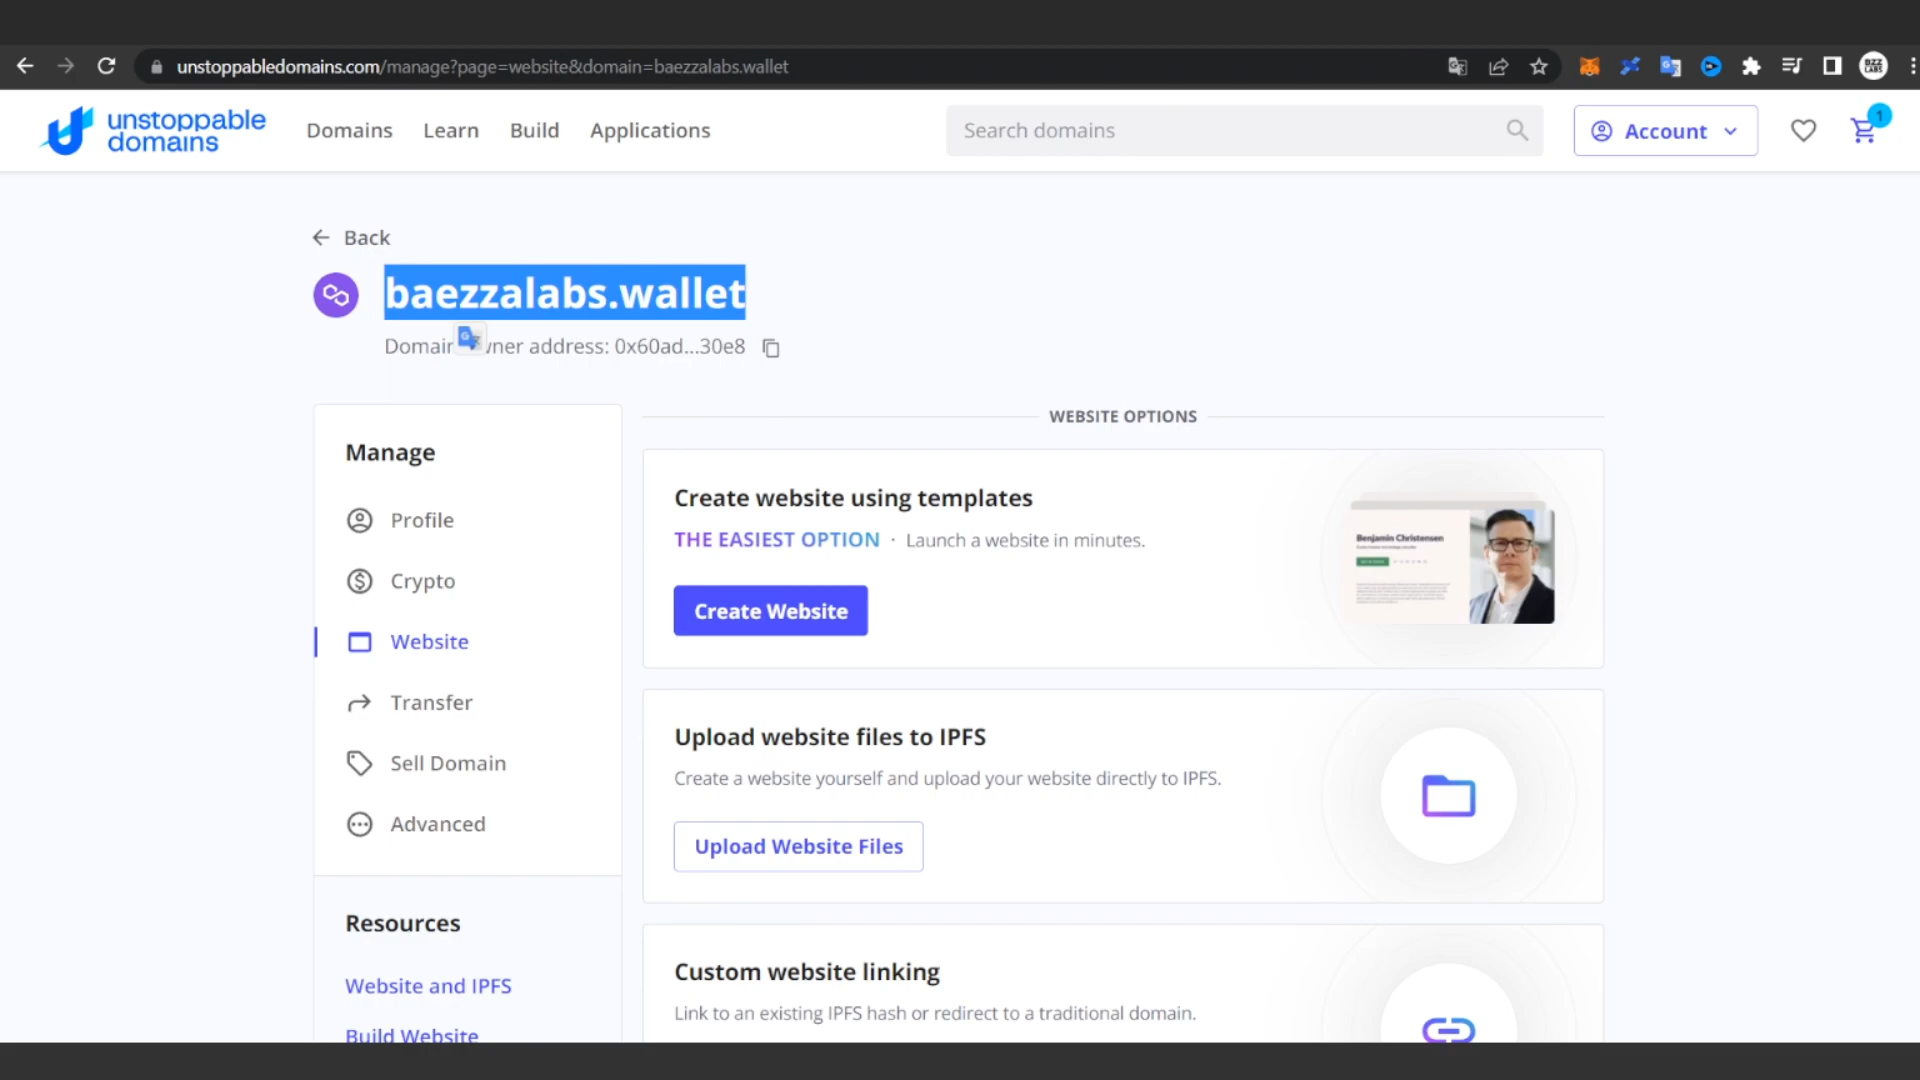 unstoppabledomains.com/manage?page=website&domain=baezzalabs.wallet
BZZ
LABS
unstoppable
domains
Domains
Learn
Build
Applications
Search domains
Account
1
Back
baezzalabs.wallet
Domain owner address: 0x60ad...30e8
Manage
Profile
Crypto
Website
Transfer
Sell Domain
Advanced
Resources
Website and IPFS
Build Website
WEBSITE OPTIONS
Create website using templates
THE EASIEST OPTION · Launch a website in minutes.
Create Website
Benjamin Christensen
Upload website files to IPFS
Create a website yourself and upload your website directly to IPFS.
Upload Website Files
Custom website linking
Link to an existing IPFS hash or redirect to a traditional domain.